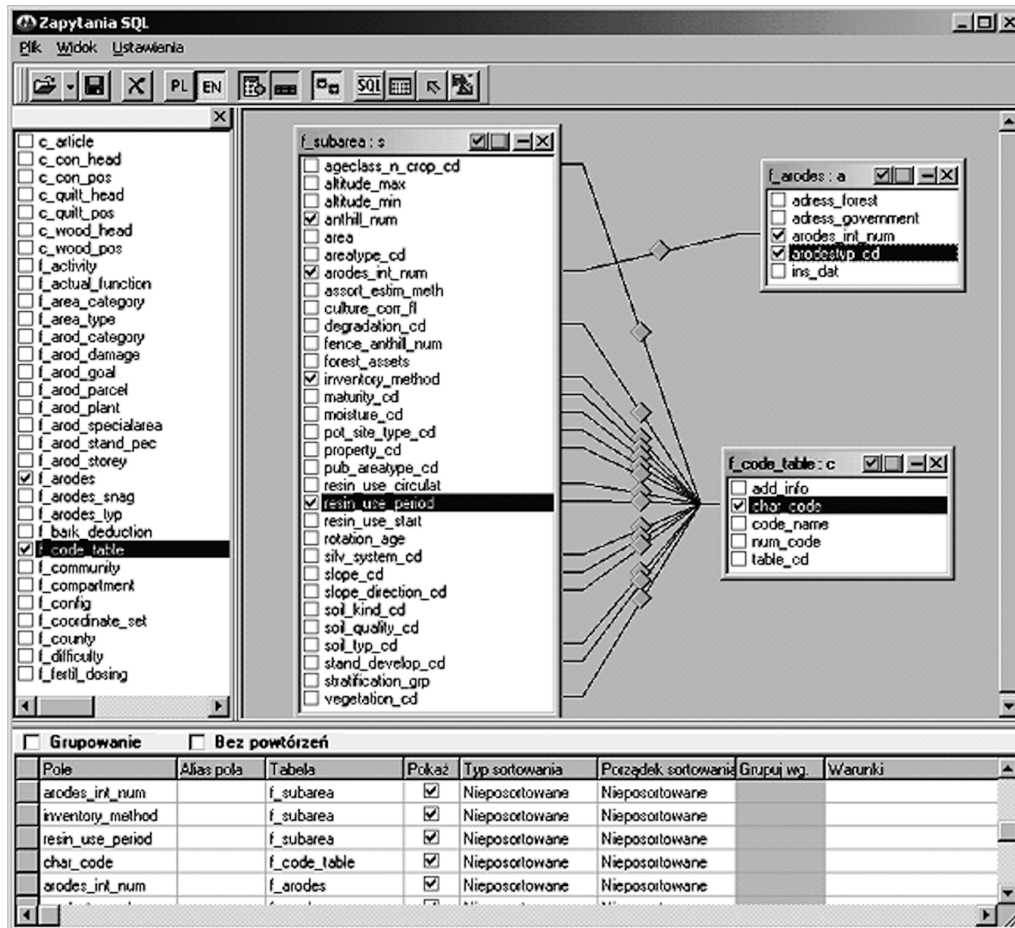 Zapytania SQL
Plik Widok Ustawienia
PL EN SQL
c_article
c_con_head
c_con_pos
c_quilt_head
c_quilt_pos
c_wood_head
c_wood_pos
f_activity
f_actual_function
f_area_category
f_area_type
f_arod_category
f_arod_damage
f_arod_goal
f_arod_parcel
f_arod_plant
f_arod_specialarea
f_arod_stand_pec
f_arod_storey
f_arodes
f_arodes_snag
f_arodes_typ
f_bark_deduction
f_code_table
f_community
f_compartment
f_config
f_coordinate_set
f_county
f_difficulty
f_fertil_dosing
f_subarea : s
ageclass_n_crop_cd
altitude_max
altitude_min
anthill_num
area
areatype_cd
arodes_int_num
assort_estim_meth
culture_corr_fl
degradation_cd
fence_anthill_num
forest_assets
inventory_method
maturity_cd
moisture_cd
pot_site_type_cd
property_cd
pub_areatype_cd
resin_use_circulat
resin_use_period
resin_use_start
rotation_age
silv_system_cd
slope_cd
slope_direction_cd
soil_kind_cd
soil_quality_cd
soil_typ_cd
stand_develop_cd
stratification_grp
vegetation_cd
f_arodes : a
adress_forest
adress_government
arodes_int_num
arodestyp_cd
ins_dat
f_code_table : c
add_info
char_code
code_name
num_code
table_cd
Grupowanie Bez powtórzeń
Pole Alias pola Tabela Pokaż Typ sortowania Porządek sortowania Grupuj wg. Warunki
arodes_int_num f_subarea Nieposortowane Nieposortowane
inventory_method f_subarea Nieposortowane Nieposortowane
resin_use_period f_subarea Nieposortowane Nieposortowane
char_code f_code_table Nieposortowane Nieposortowane
arodes_int_num f_arodes Nieposortowane Nieposortowane